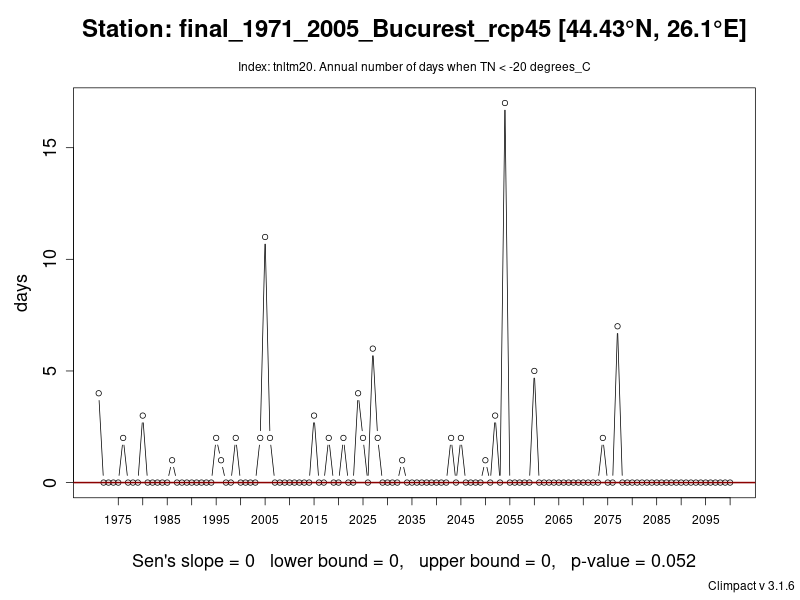 Station: final_1971_2005_Bucurest_rcp45 [44.43°N, 26.1°E]
Index: tnltm20. Annual number of days when TN < -20 degrees_C
days
15
10
5
0
1975 1985 1995 2005 2015 2025 2035 2045 2055 2065 2075 2085 2095
Sen's slope = 0 lower bound = 0, upper bound = 0, p-value = 0.052
Climpact v 3.1.6